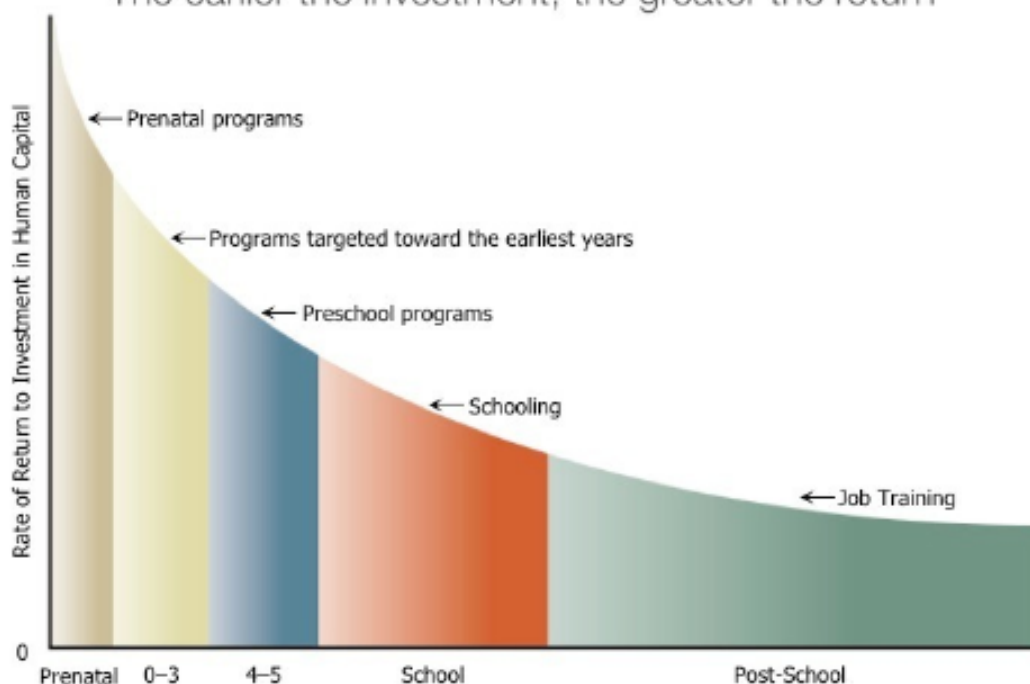 The earlier the investment, the greater the return
Rate of Return to Investment in Human Capital
Prenatal programs
Programs targeted toward the earliest years
Preschool programs
Schooling
Job Training
0
Prenatal 0–3 4–5 School Post-School